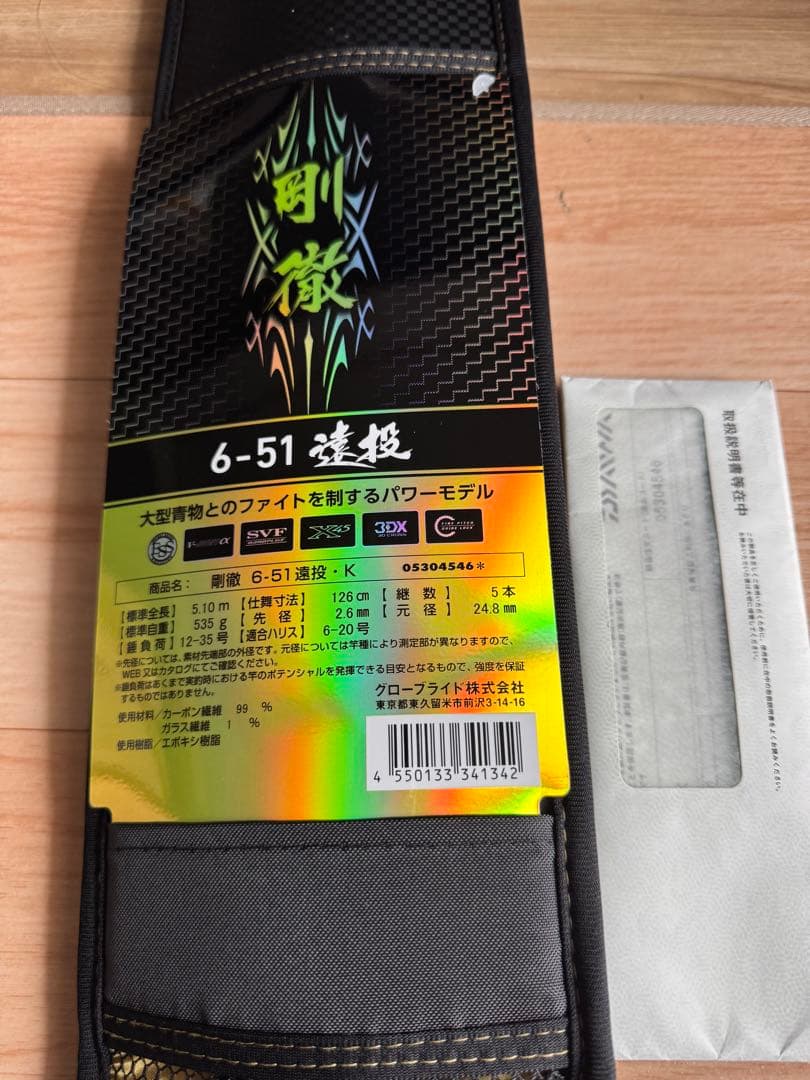 剛
徹
6-51 遠投
大型青物とのファイトを制するパワーモデル
SVF X45 3DX
商品名： 剛徹 6-51遠投・K 05304546*
【標準全長】 5.10 m 【仕舞寸法】 126 cm 【継数】 5本
【標準自重】 535 g 【先径】 2.6 mm 【元径】 24.8 mm
【錘負荷】 12-35号 【適合ハリス】 6-20号
※先径については、素材先端部の外径です。元径については竿種により測定部が異なりますので、
WEB又はカタログにてご確認ください。
※錘負荷はあくまで実釣時における竿のポテンシャルを発揮できる目安となるもので、強度を保証
するものではありません。
使用材料/カーボン繊維 99 %
ガラス繊維 1 %
使用樹脂/エポキシ樹脂
グローブライド株式会社
東京都東久留米市前沢3-14-16
4 550133 341342
取扱説明書等在中
DAIWA